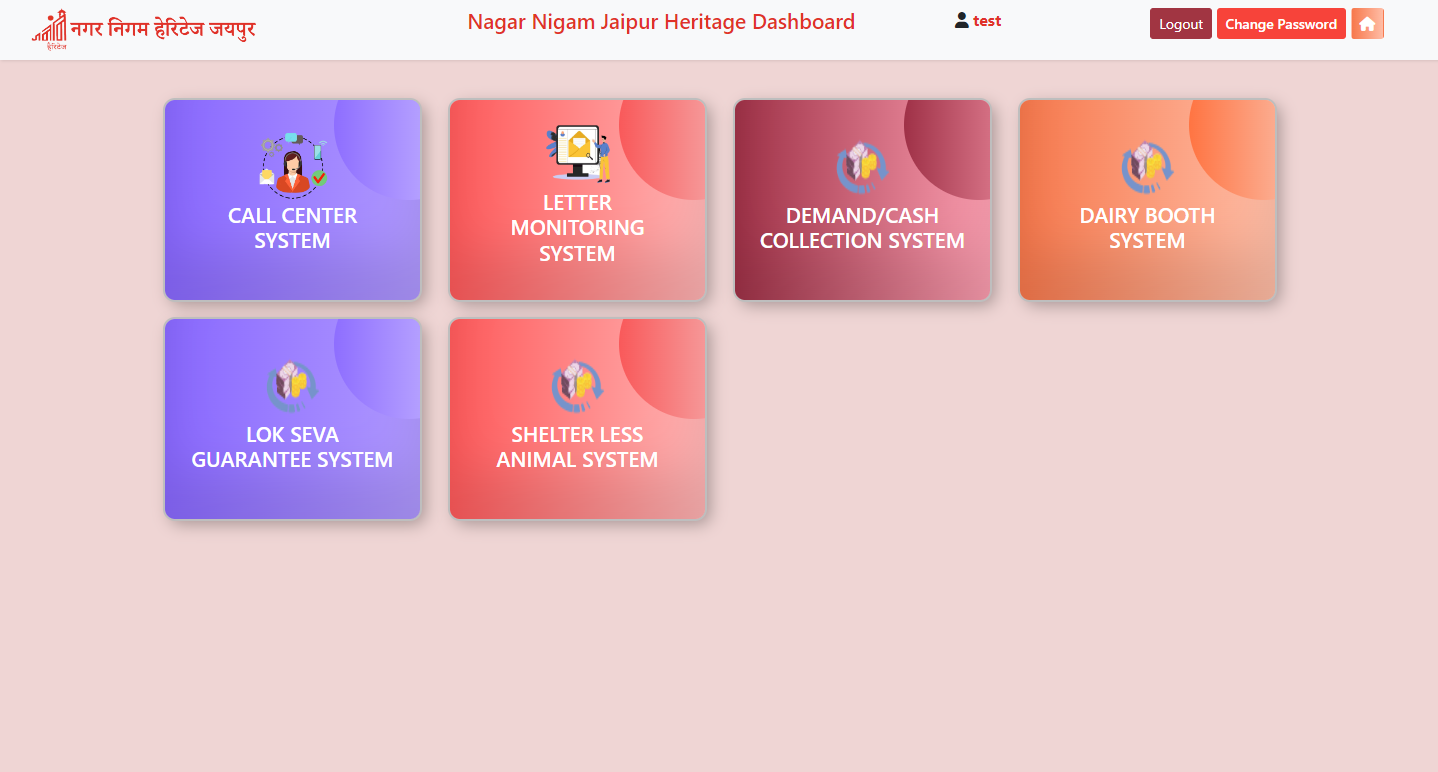 नगर निगम हेरिटेज जयपुर
हेरिटेज
Nagar Nigam Jaipur Heritage Dashboard
test
Logout
Change Password
CALL CENTER
SYSTEM
LETTER
MONITORING
SYSTEM
DEMAND/CASH
COLLECTION SYSTEM
DAIRY BOOTH
SYSTEM
LOK SEVA
GUARANTEE SYSTEM
SHELTER LESS
ANIMAL SYSTEM